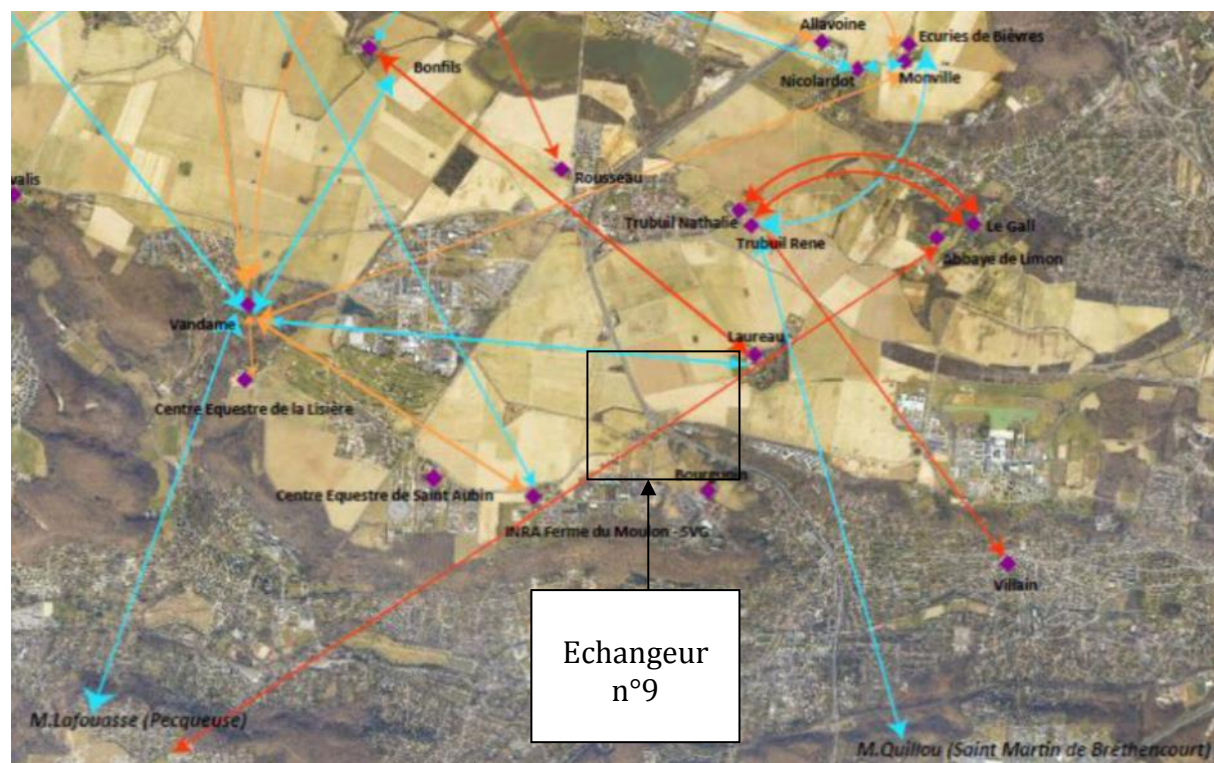 Allavoine
Ecuries de Bièvres
Bonfils
Nicolardot
Monville
valis
Rousseau
Trubuil Nathalie
Le Gall
Trubuil Rene
Abbaye de Limon
Vandame
Laureau
Centre Equestre de la Lisière
Bourguoin
Centre Equestre de Saint Aubin
INRA Ferme du Moulon - SVG
Villain
Echangeur
n°9
M.Lafouasse (Pecqueuse)
M.Quillou (Saint Martin de Brethencourt)